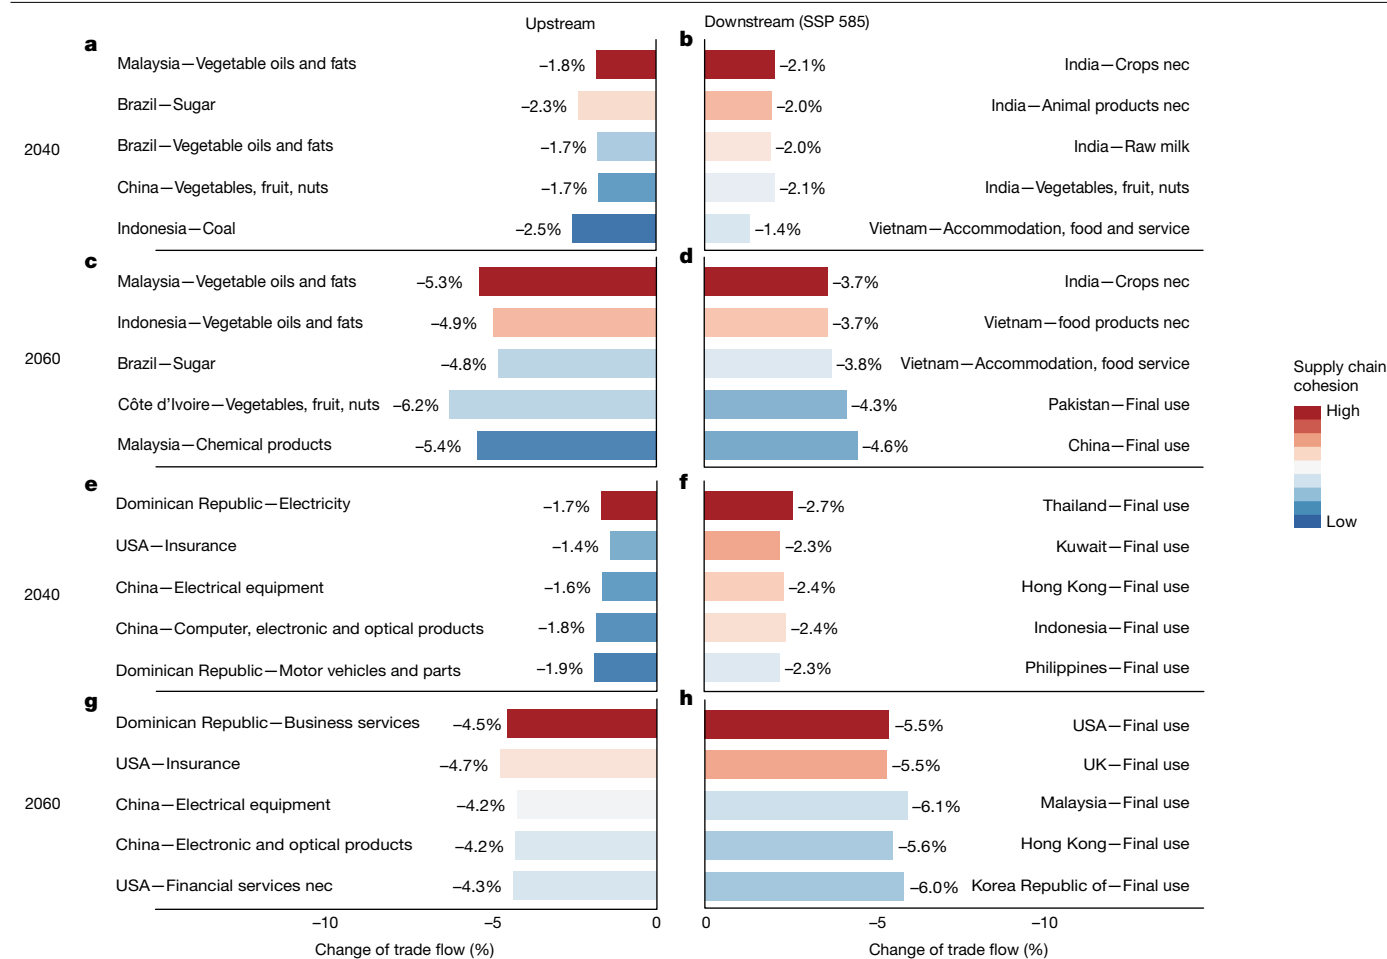 Upstream
Downstream (SSP 585)
a
Malaysia—Vegetable oils and fats –1.8%
Brazil—Sugar –2.3%
2040
Brazil—Vegetable oils and fats –1.7%
China—Vegetables, fruit, nuts –1.7%
Indonesia—Coal –2.5%
b
–2.1% India—Crops nec
–2.0% India—Animal products nec
–2.0% India—Raw milk
–2.1% India—Vegetables, fruit, nuts
–1.4% Vietnam—Accommodation, food and service
c
Malaysia—Vegetable oils and fats –5.3%
Indonesia—Vegetable oils and fats –4.9%
2060
Brazil—Sugar –4.8%
Côte d'Ivoire—Vegetables, fruit, nuts –6.2%
Malaysia—Chemical products –5.4%
d
–3.7% India—Crops nec
–3.7% Vietnam—food products nec
–3.8% Vietnam—Accommodation, food service
–4.3% Pakistan—Final use
–4.6% China—Final use
Supply chain
cohesion
High
Low
e
Dominican Republic—Electricity –1.7%
USA—Insurance –1.4%
2040
China—Electrical equipment –1.6%
China—Computer, electronic and optical products –1.8%
Dominican Republic—Motor vehicles and parts –1.9%
f
–2.7% Thailand—Final use
–2.3% Kuwait—Final use
–2.4% Hong Kong—Final use
–2.4% Indonesia—Final use
–2.3% Philippines—Final use
g
Dominican Republic—Business services –4.5%
USA—Insurance –4.7%
2060
China—Electrical equipment –4.2%
China—Electronic and optical products –4.2%
USA—Financial services nec –4.3%
–10 –5 0
Change of trade flow (%)
h
–5.5% USA—Final use
–5.5% UK—Final use
–6.1% Malaysia—Final use
–5.6% Hong Kong—Final use
–6.0% Korea Republic of—Final use
0 –5 –10
Change of trade flow (%)